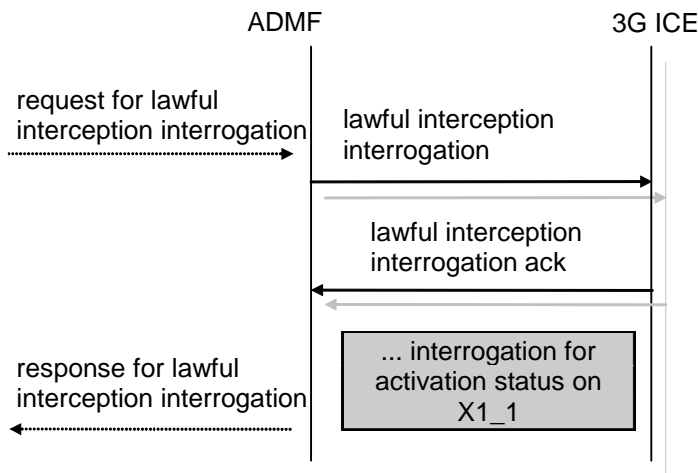 ADMF
3G ICE
request for lawful
interception interrogation
lawful interception
interrogation
lawful interception
interrogation ack
... interrogation for
activation status on
X1_1
response for lawful
interception interrogation